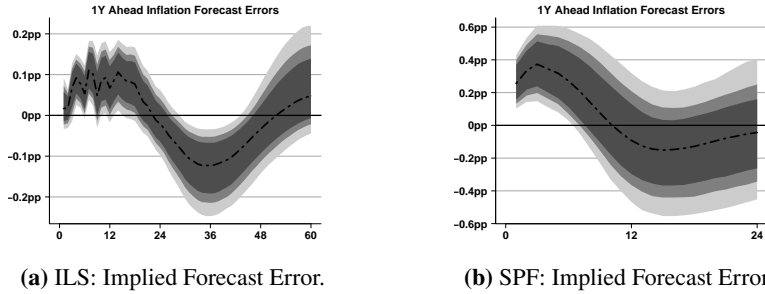 1Y Ahead Inflation Forecast Errors
0.2pp
0.1pp
0pp
−0.1pp
−0.2pp
0 12 24 36 48 60
(a) ILS: Implied Forecast Error.
1Y Ahead Inflation Forecast Errors
0.6pp
0.4pp
0.2pp
0pp
−0.2pp
−0.4pp
−0.6pp
0 12 24
(b) SPF: Implied Forecast Error